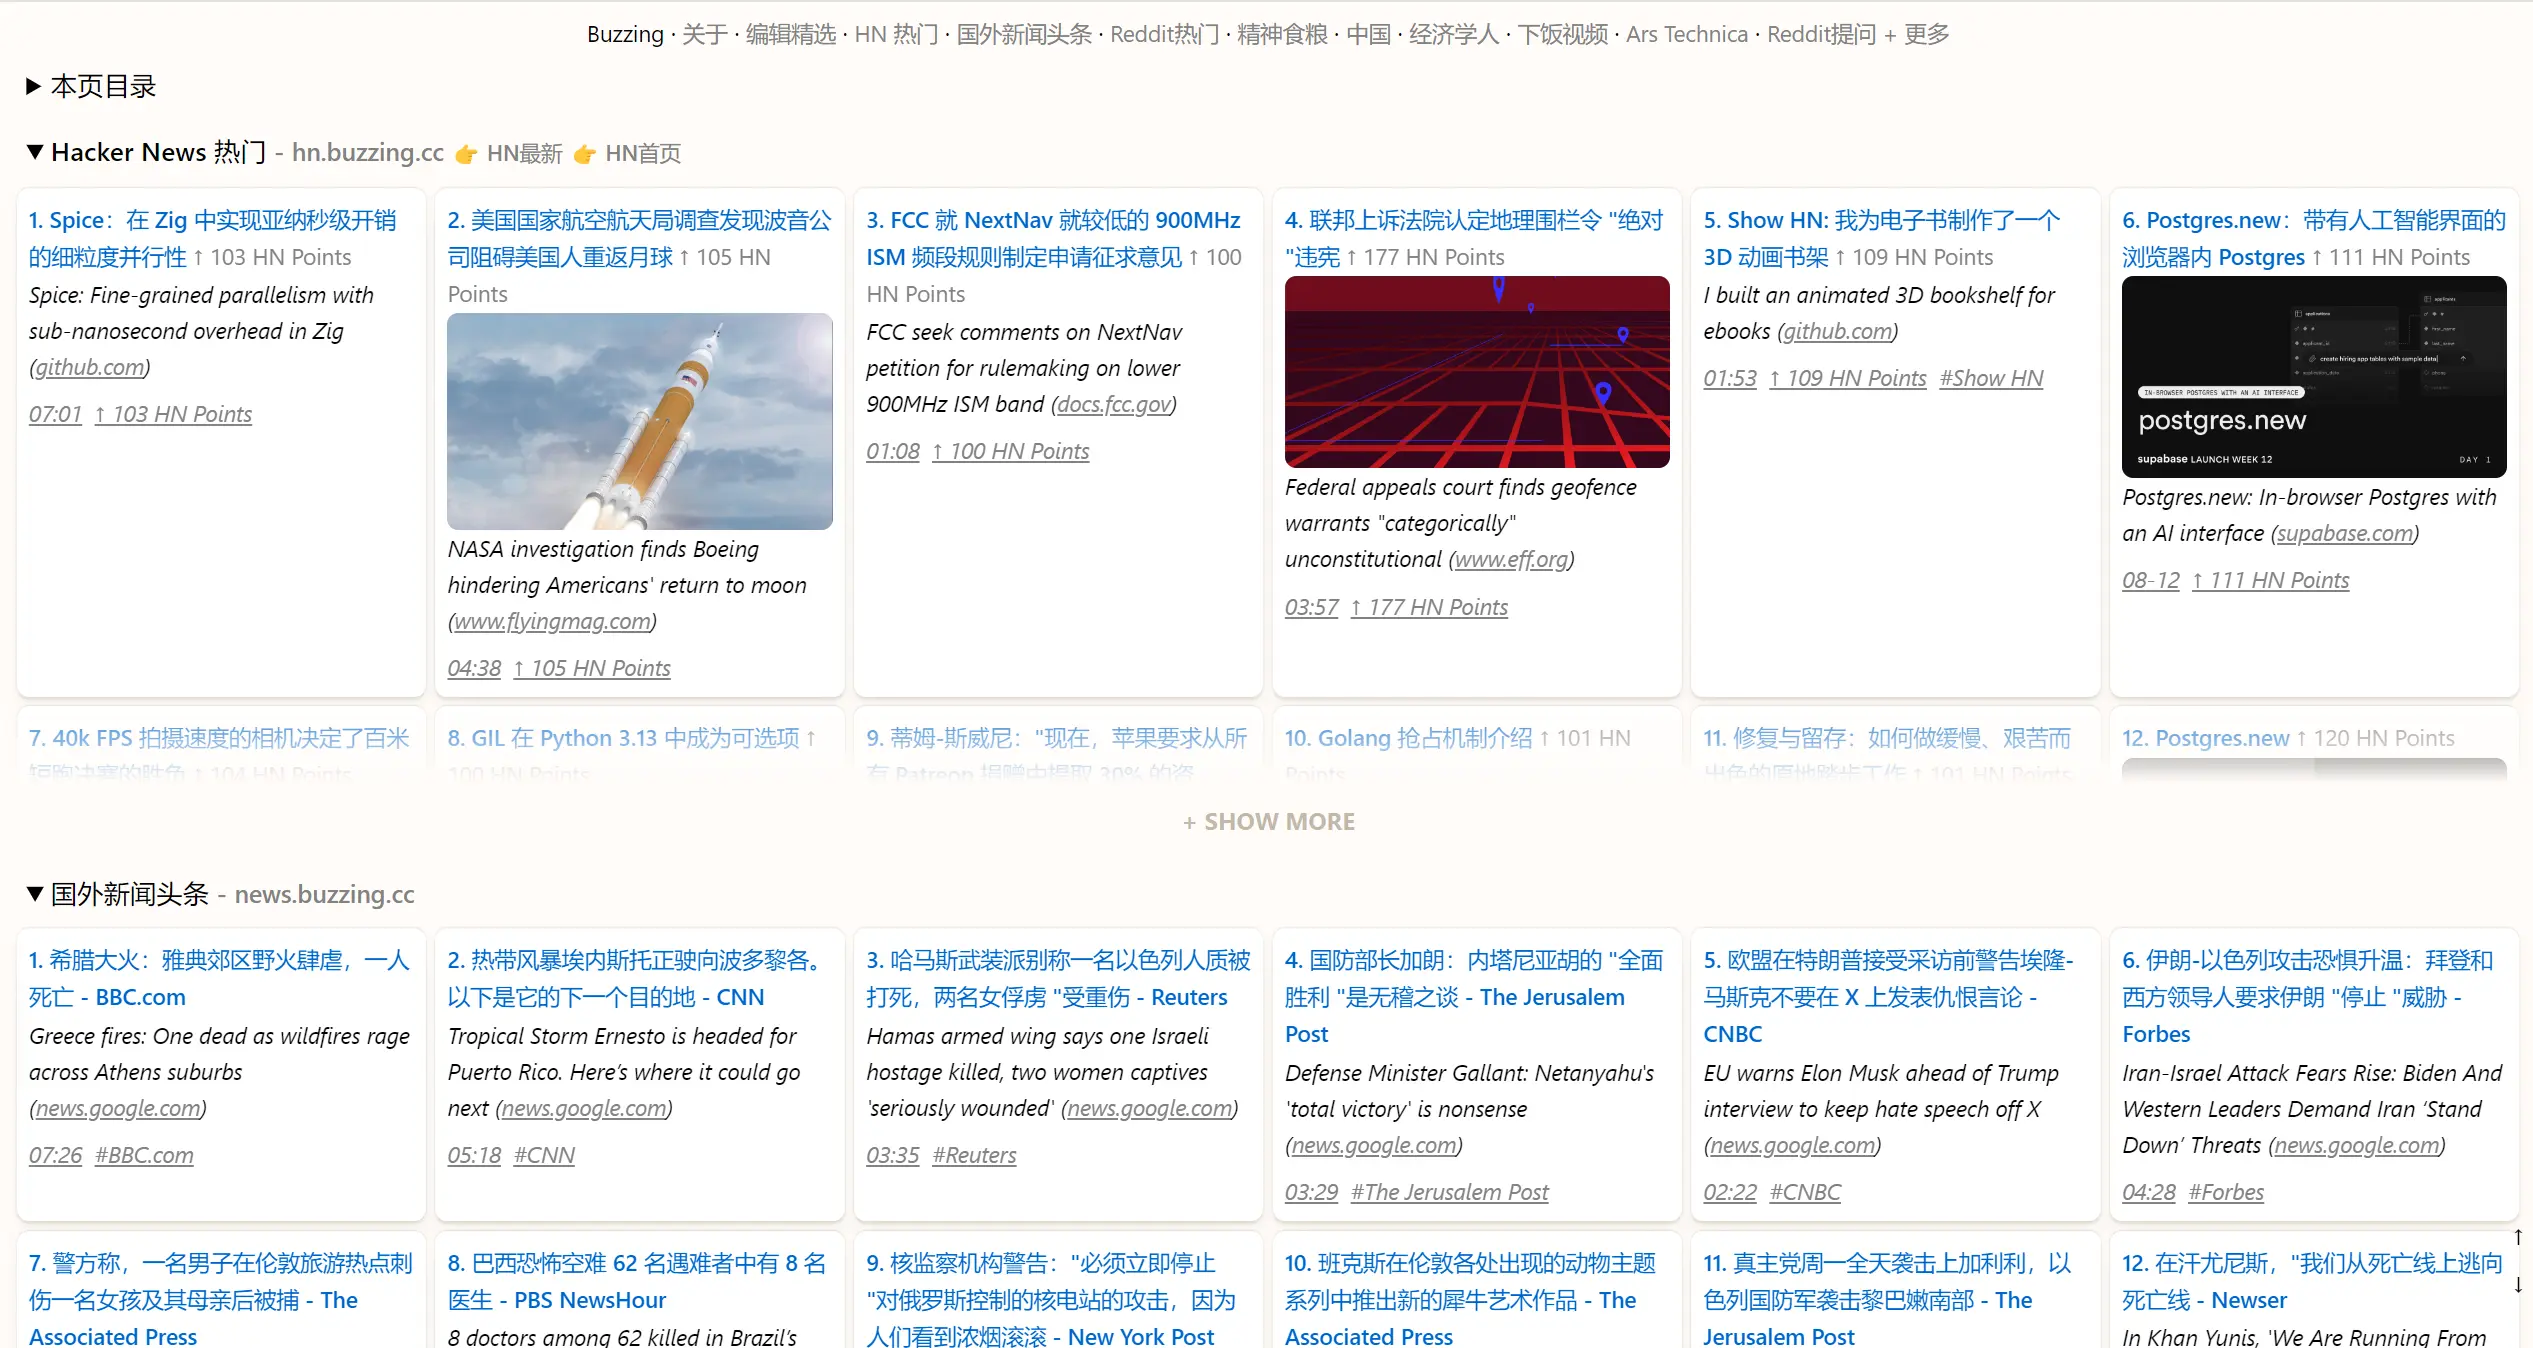 Buzzing · 关于 · 编辑精选 · HN 热门 · 国外新闻头条 · Reddit热门 · 精神食粮 · 中国 · 经济学人 · 下饭视频 · Ars Technica · Reddit提问 + 更多
▶ 本页目录
▼ Hacker News 热门 - hn.buzzing.cc 👉 HN最新 👉 HN首页
1. Spice：在 Zig 中实现亚纳秒级开销
的细粒度并行性 ↑ 103 HN Points
Spice: Fine-grained parallelism with
sub-nanosecond overhead in Zig
(github.com)
07:01 ↑ 103 HN Points
2. 美国国家航空航天局调查发现波音公
司阻碍美国人重返月球 ↑ 105 HN
Points
NASA investigation finds Boeing
hindering Americans' return to moon
(www.flyingmag.com)
04:38 ↑ 105 HN Points
3. FCC 就 NextNav 就较低的 900MHz
ISM 频段规则制定申请征求意见 ↑ 100
HN Points
FCC seek comments on NextNav
petition for rulemaking on lower
900MHz ISM band (docs.fcc.gov)
01:08 ↑ 100 HN Points
4. 联邦上诉法院认定地理围栏令 "绝对
"违宪 ↑ 177 HN Points
Federal appeals court finds geofence
warrants "categorically"
unconstitutional (www.eff.org)
03:57 ↑ 177 HN Points
5. Show HN: 我为电子书制作了一个
3D 动画书架 ↑ 109 HN Points
I built an animated 3D bookshelf for
ebooks (github.com)
01:53 ↑ 109 HN Points #Show HN
6. Postgres.new：带有人工智能界面的
浏览器内 Postgres ↑ 111 HN Points
create hiring app tables with sample data
IN-BROWSER POSTGRES WITH AN AI INTERFACE
postgres.new
supabase LAUNCH WEEK 12
DAY 1
Postgres.new: In-browser Postgres with
an AI interface (supabase.com)
08-12 ↑ 111 HN Points
7. 40k FPS 拍摄速度的相机决定了百米
短跑决赛的胜负 ↑ 104 HN Points
8. GIL 在 Python 3.13 中成为可选项 ↑
100 HN Points
9. 蒂姆-斯威尼："现在，苹果要求从所
有 Patreon 捐赠中提取 30% 的资
10. Golang 抢占机制介绍 ↑ 101 HN
Points
11. 修复与留存：如何做缓慢、艰苦而
出色的原地踏步工作 ↑ 101 HN Points
12. Postgres.new ↑ 120 HN Points
+ SHOW MORE
▼ 国外新闻头条 - news.buzzing.cc
1. 希腊大火：雅典郊区野火肆虐，一人
死亡 - BBC.com
Greece fires: One dead as wildfires rage
across Athens suburbs
(news.google.com)
07:26 #BBC.com
2. 热带风暴埃内斯托正驶向波多黎各。
以下是它的下一个目的地 - CNN
Tropical Storm Ernesto is headed for
Puerto Rico. Here’s where it could go
next (news.google.com)
05:18 #CNN
3. 哈马斯武装派别称一名以色列人质被
打死，两名女俘虏 "受重伤 - Reuters
Hamas armed wing says one Israeli
hostage killed, two women captives
'seriously wounded' (news.google.com)
03:35 #Reuters
4. 国防部长加朗：内塔尼亚胡的 "全面
胜利 "是无稽之谈 - The Jerusalem
Post
Defense Minister Gallant: Netanyahu's
'total victory' is nonsense
(news.google.com)
03:29 #The Jerusalem Post
5. 欧盟在特朗普接受采访前警告埃隆-
马斯克不要在 X 上发表仇恨言论 -
CNBC
EU warns Elon Musk ahead of Trump
interview to keep hate speech off X
(news.google.com)
02:22 #CNBC
6. 伊朗-以色列攻击恐惧升温：拜登和
西方领导人要求伊朗 "停止 "威胁 -
Forbes
Iran-Israel Attack Fears Rise: Biden And
Western Leaders Demand Iran ‘Stand
Down’ Threats (news.google.com)
04:28 #Forbes
7. 警方称，一名男子在伦敦旅游热点刺
伤一名女孩及其母亲后被捕 - The
Associated Press
8. 巴西恐怖空难 62 名遇难者中有 8 名
医生 - PBS NewsHour
8 doctors among 62 killed in Brazil’s
9. 核监察机构警告："必须立即停止
"对俄罗斯控制的核电站的攻击，因为
人们看到浓烟滚滚 - New York Post
10. 班克斯在伦敦各处出现的动物主题
系列中推出新的犀牛艺术作品 - The
Associated Press
11. 真主党周一全天袭击上加利利，以
色列国防军袭击黎巴嫩南部 - The
Jerusalem Post
12. 在汗尤尼斯，"我们从死亡线上逃向
死亡线 - Newser
In Khan Yunis, 'We Are Running From
↑
↓